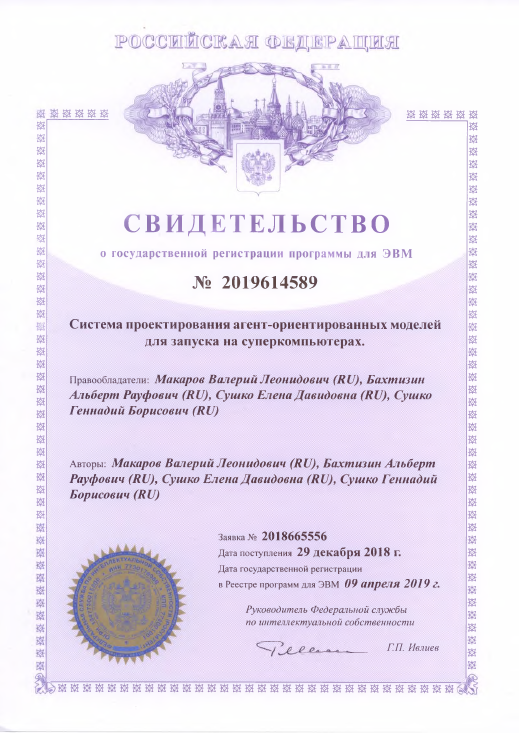 РОССИЙСКАЯ ФЕДЕРАЦИЯ
СВИДЕТЕЛЬСТВО
о государственной регистрации программы для ЭВМ
№ 2019614589
Система проектирования агент-ориентированных моделей
для запуска на суперкомпьютерах.
Правообладатели: Макаров Валерий Леонидович (RU), Бахтизин
Альберт Рауфович (RU), Сушко Елена Давидовна (RU), Сушко
Геннадий Борисович (RU)
Авторы: Макаров Валерий Леонидович (RU), Бахтизин Альберт
Рауфович (RU), Сушко Елена Давидовна (RU), Сушко Геннадий
Борисович (RU)
Заявка № 2018665556
Дата поступления 29 декабря 2018 г.
Дата государственной регистрации
в Реестре программ для ЭВМ 09 апреля 2019 г.
Руководитель Федеральной службы
по интеллектуальной собственности
Г.П. Ивлиев